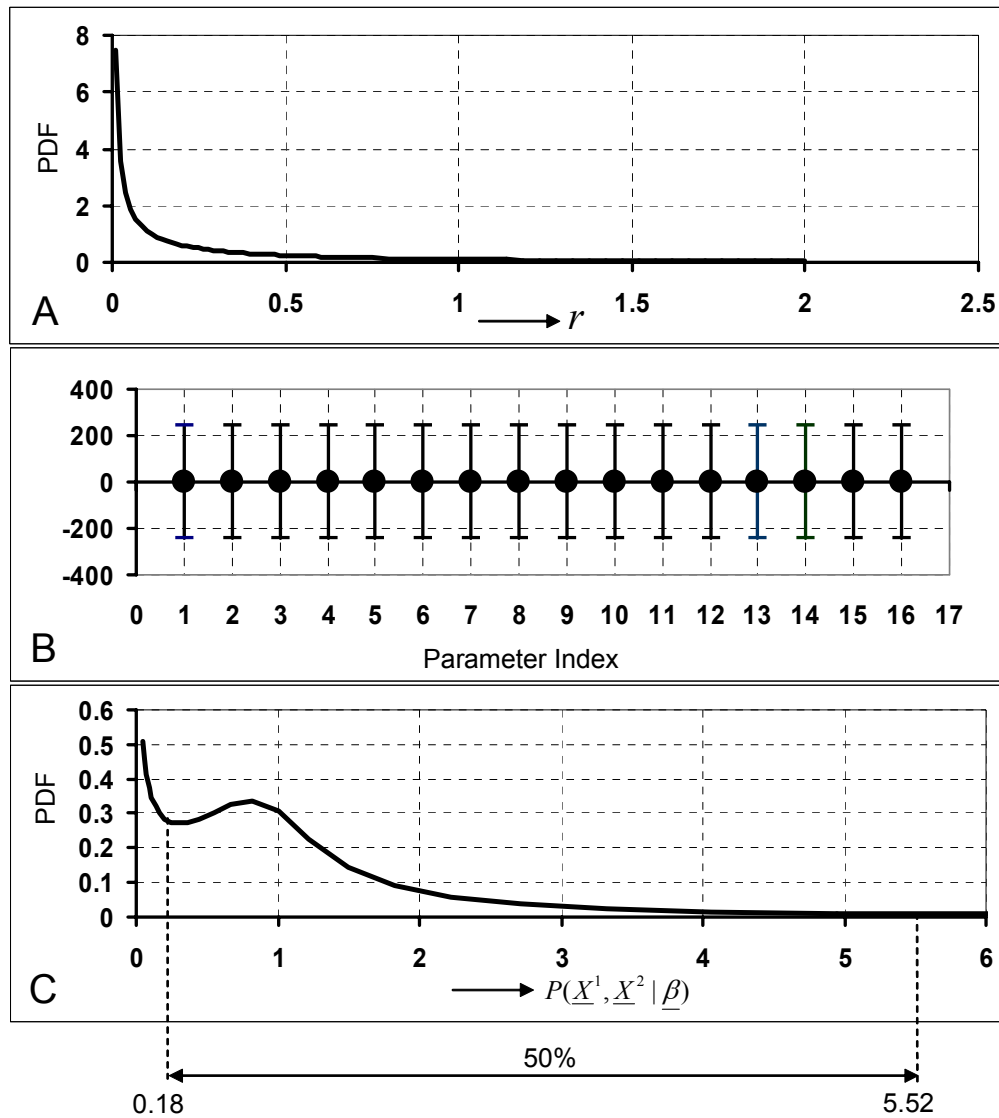 8
6
4
2
0
PDF
0 0.5 1 1.5 2 2.5
r
A
400
200
0
-200
-400
0 1 2 3 4 5 6 7 8 9 10 11 12 13 14 15 16 17
Parameter Index
B
0.6
0.5
0.4
0.3
0.2
0.1
0
PDF
0 1 2 3 4 5 6
P(X¹, X² | β)
C
50%
0.18 5.52